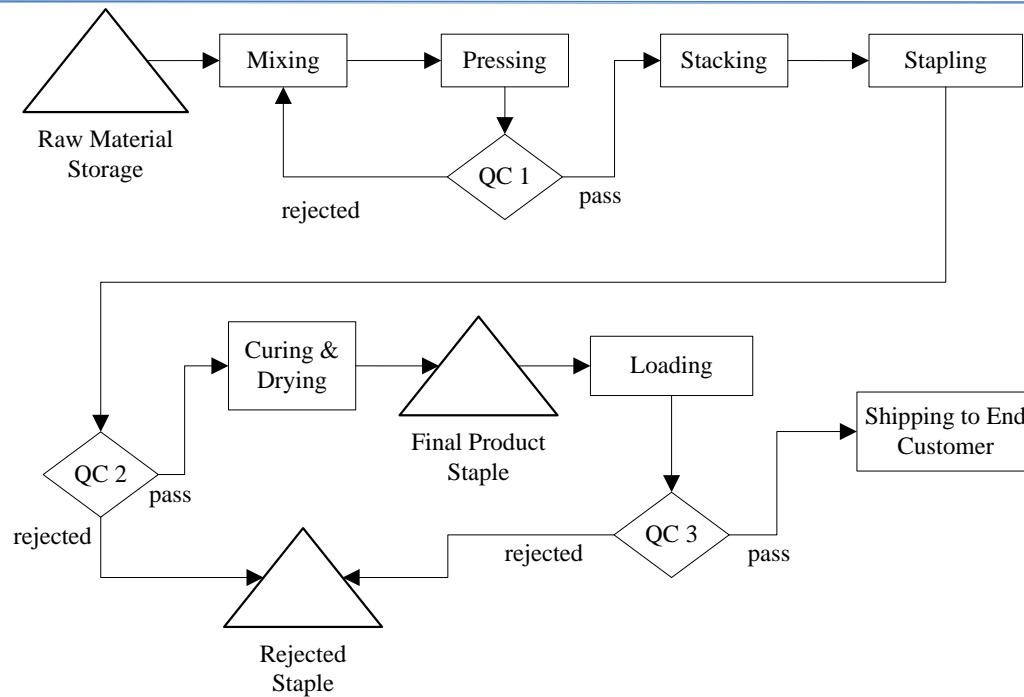 Mixing
Pressing
Stacking
Stapling
Raw Material
Storage
QC 1
pass
rejected
Curing &
Drying
Loading
Shipping to End
Customer
Final Product
Staple
QC 2
pass
rejected
QC 3
rejected
pass
Rejected
Staple